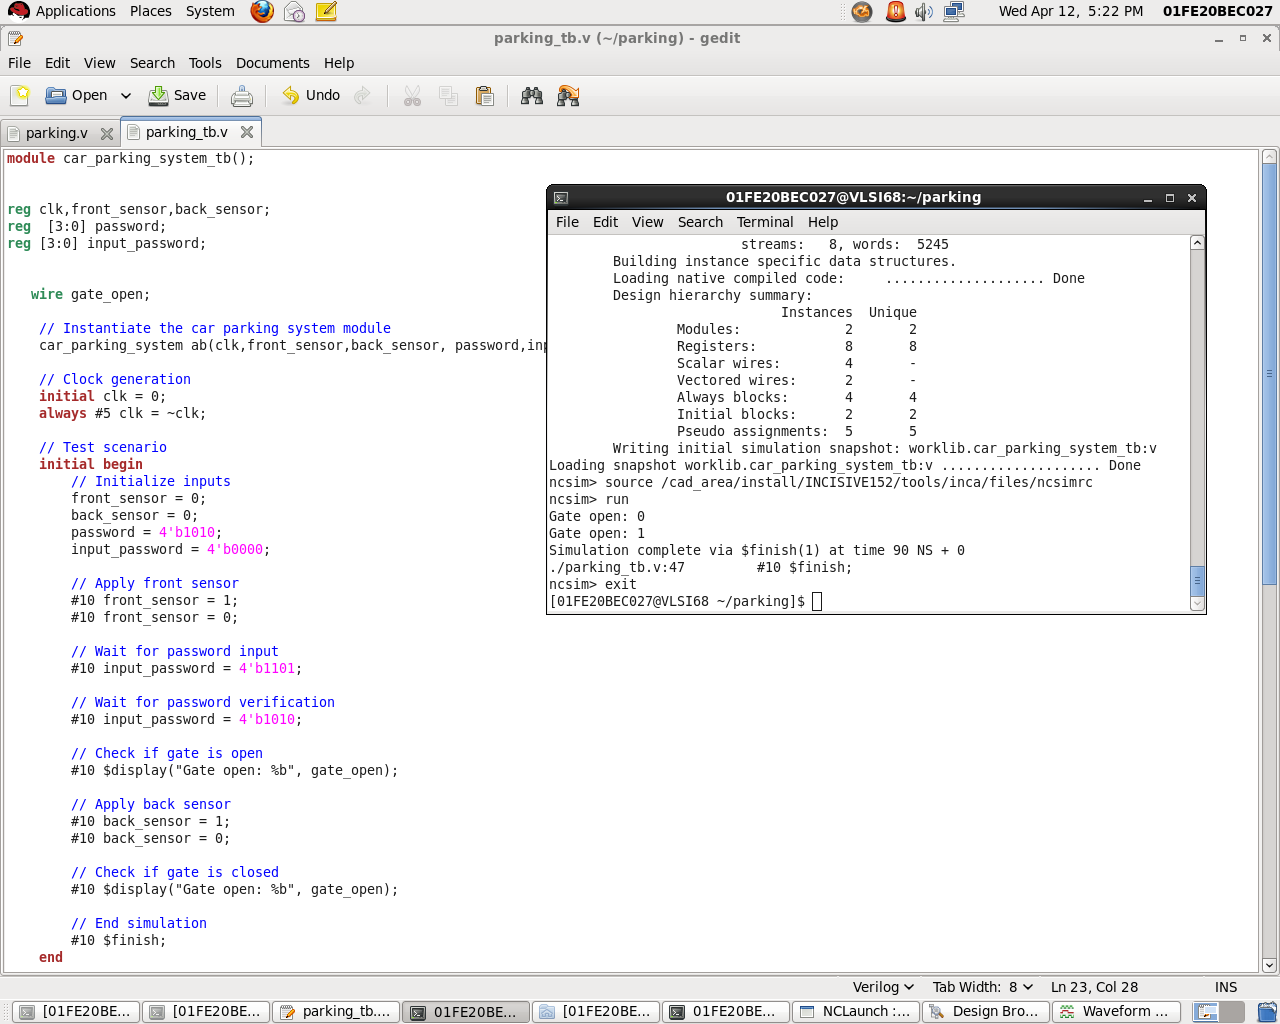 Applications Places System Wed Apr 12, 5:22 PM 01FE20BEC027
parking_tb.v (~/parking) - gedit
File Edit View Search Tools Documents Help
Open Save Undo
parking.v parking_tb.v
module car_parking_system_tb();
reg clk,front_sensor,back_sensor;
reg  [3:0] password;
reg [3:0] input_password;
wire gate_open;
// Instantiate the car parking system module
car_parking_system ab(clk,front_sensor,back_sensor, password,inp
// Clock generation
initial clk = 0;
always #5 clk = ~clk;
// Test scenario
initial begin
// Initialize inputs
front_sensor = 0;
back_sensor = 0;
password = 4'b1010;
input_password = 4'b0000;
// Apply front sensor
#10 front_sensor = 1;
#10 front_sensor = 0;
// Wait for password input
#10 input_password = 4'b1101;
// Wait for password verification
#10 input_password = 4'b1010;
// Check if gate is open
#10 $display("Gate open: %b", gate_open);
// Apply back sensor
#10 back_sensor = 1;
#10 back_sensor = 0;
// Check if gate is closed
#10 $display("Gate open: %b", gate_open);
// End simulation
#10 $finish;
end
01FE20BEC027@VLSI68:~/parking
File Edit View Search Terminal Help
streams:   8, words:  5245
Building instance specific data structures.
Loading native compiled code:     .................... Done
Design hierarchy summary:
Instances  Unique
Modules:             2       2
Registers:           8       8
Scalar wires:        4       -
Vectored wires:      2       -
Always blocks:       4       4
Initial blocks:      2       2
Pseudo assignments:  5       5
Writing initial simulation snapshot: worklib.car_parking_system_tb:v
Loading snapshot worklib.car_parking_system_tb:v .................... Done
ncsim> source /cad_area/install/INCISIVE152/tools/inca/files/ncsimrc
ncsim> run
Gate open: 0
Gate open: 1
Simulation complete via $finish(1) at time 90 NS + 0
./parking_tb.v:47         #10 $finish;
ncsim> exit
[01FE20BEC027@VLSI68 ~/parking]$
Verilog Tab Width: 8 Ln 23, Col 28 INS
[01FE20BE... [01FE20BE... parking_tb.... 01FE20BE... [01FE20BE... 01FE20BE... NCLaunch :... Design Bro... Waveform ...